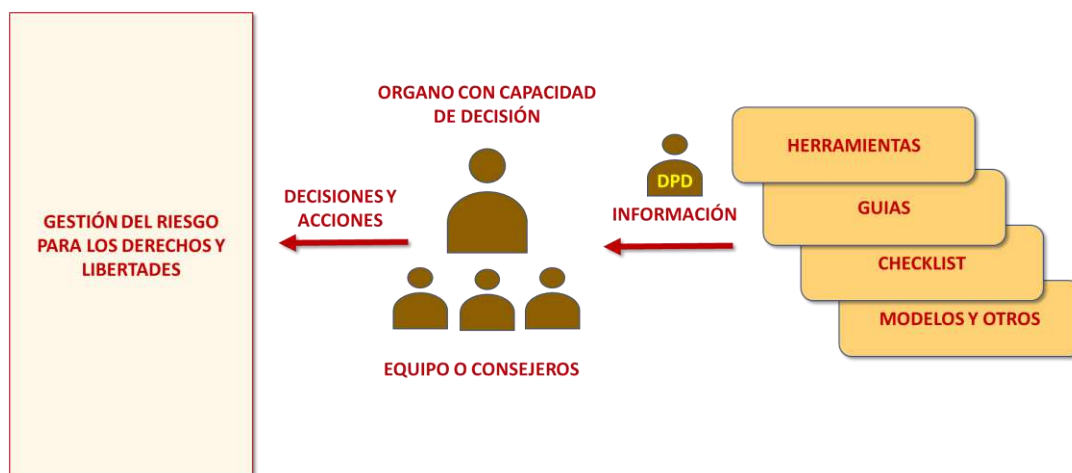 GESTIÓN DEL RIESGO
PARA LOS DERECHOS Y
LIBERTADES
DECISIONES Y
ACCIONES
ORGANO CON CAPACIDAD
DE DECISIÓN
EQUIPO O CONSEJEROS
DPD
INFORMACIÓN
HERRAMIENTAS
GUIAS
CHECKLIST
MODELOS Y OTROS